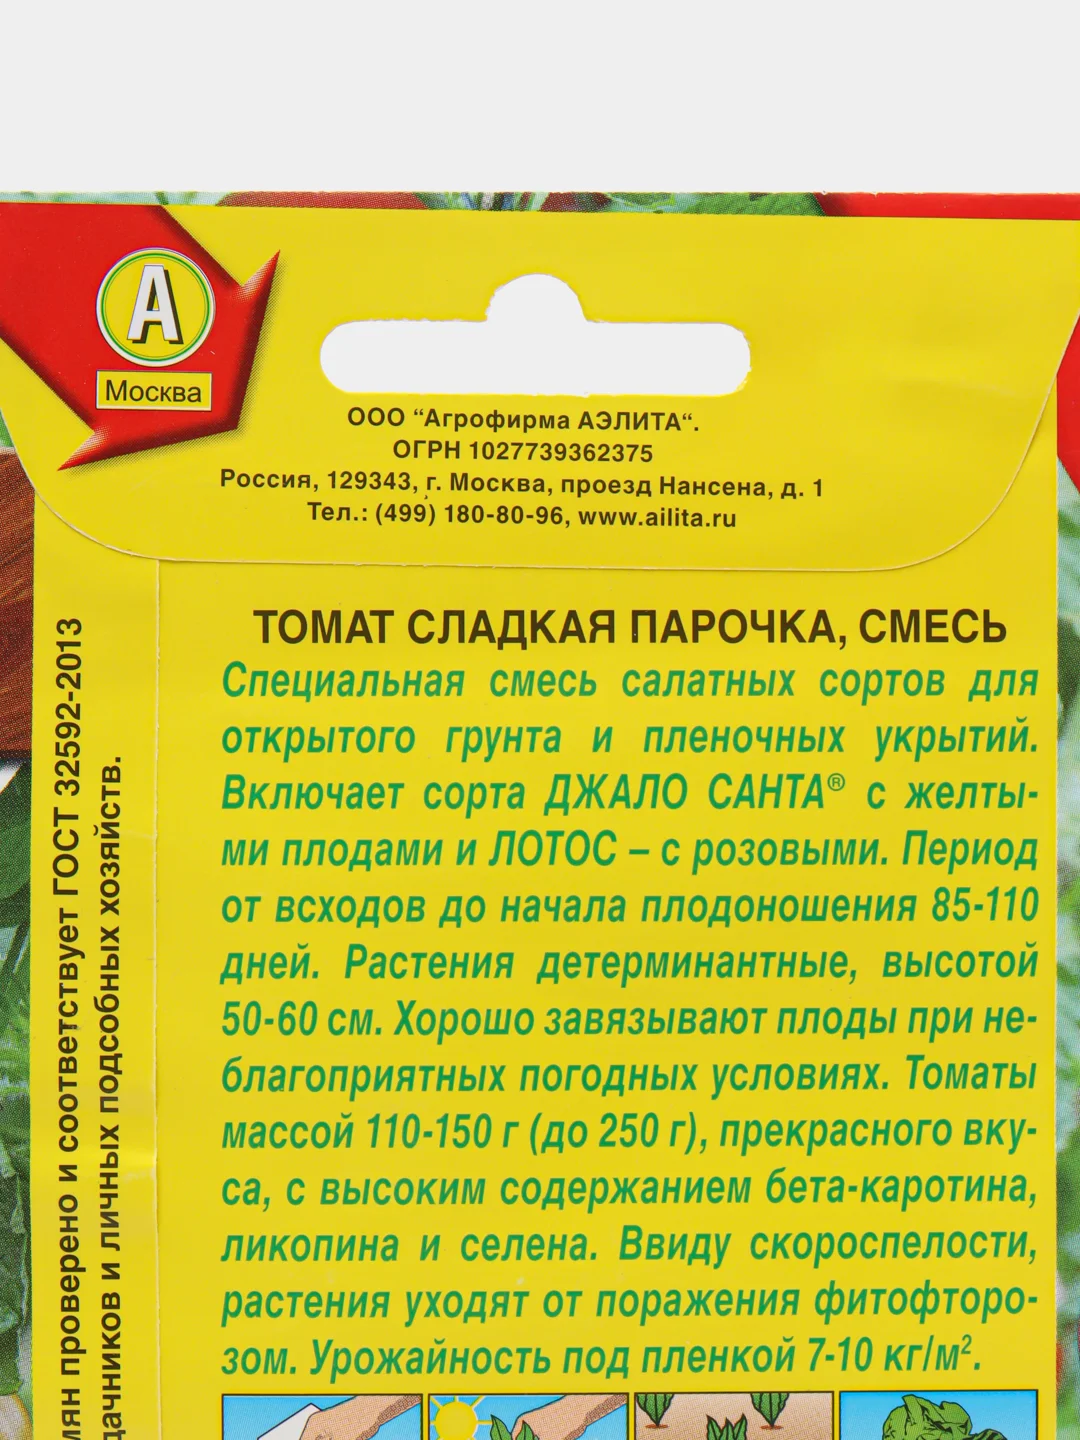 А
Москва
ООО “Агрофирма АЭЛИТА“.
ОГРН 1027739362375
Россия, 129343, г. Москва, проезд Нансена, д. 1
Тел.: (499) 180-80-96, www.ailita.ru
ТОМАТ СЛАДКАЯ ПАРОЧКА, СМЕСЬ
Специальная смесь салатных сортов для
открытого грунта и пленочных укрытий.
Включает сорта ДЖАЛО САНТА® с желты-
ми плодами и ЛОТОС – с розовыми. Период
от всходов до начала плодоношения 85-110
дней. Растения детерминантные, высотой
50-60 см. Хорошо завязывают плоды при не-
благоприятных погодных условиях. Томаты
массой 110-150 г (до 250 г), прекрасного вку-
са, с высоким содержанием бета-каротина,
ликопина и селена. Ввиду скороспелости,
растения уходят от поражения фитофторо-
зом. Урожайность под пленкой 7-10 кг/м².
проверено и соответствует ГОСТ 32592-2013
дачников и личных подсобных хозяйств.